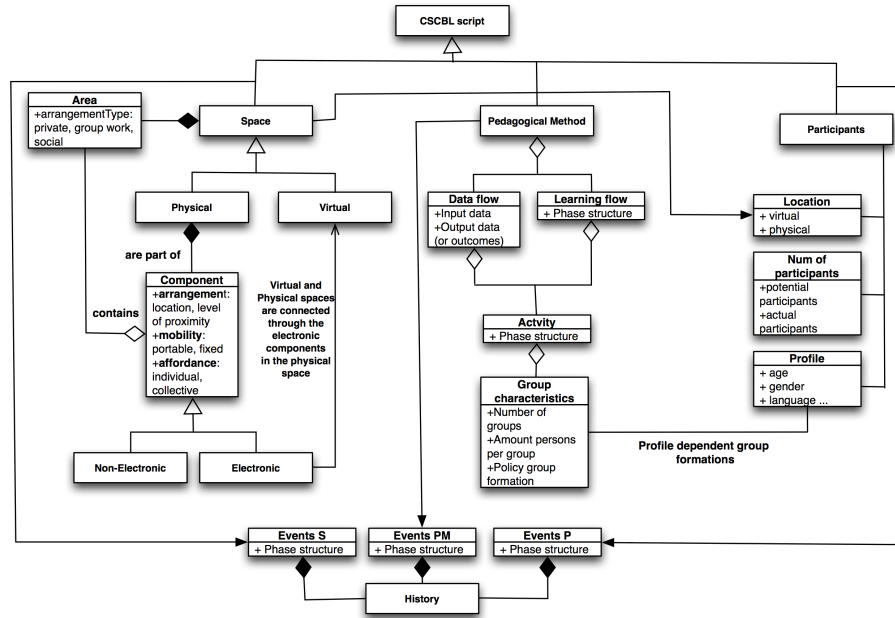 CSCBL script
Area
+arrangementType:
private, group work,
social
Space
Pedagogical Method
Participants
Physical
Virtual
Data flow
+Input data
+Output data
(or outcomes)
Learning flow
+ Phase structure
Location
+ virtual
+ physical
are part of
Component
+arrangement:
location, level
of proximity
+mobility:
portable, fixed
+affordance:
individual,
collective
contains
Virtual and
Physical spaces
are connected
through the
electronic
components
in the physical
space
Num of
participants
+potential
participants
+actual
participants
Actvity
+ Phase structure
Profile
+ age
+ gender
+ language ...
Group
characteristics
+Number of
groups
+Amount persons
per group
+Policy group
formation
Profile dependent group
formations
Non-Electronic
Electronic
Events S
+ Phase structure
Events PM
+ Phase structure
Events P
+ Phase structure
History